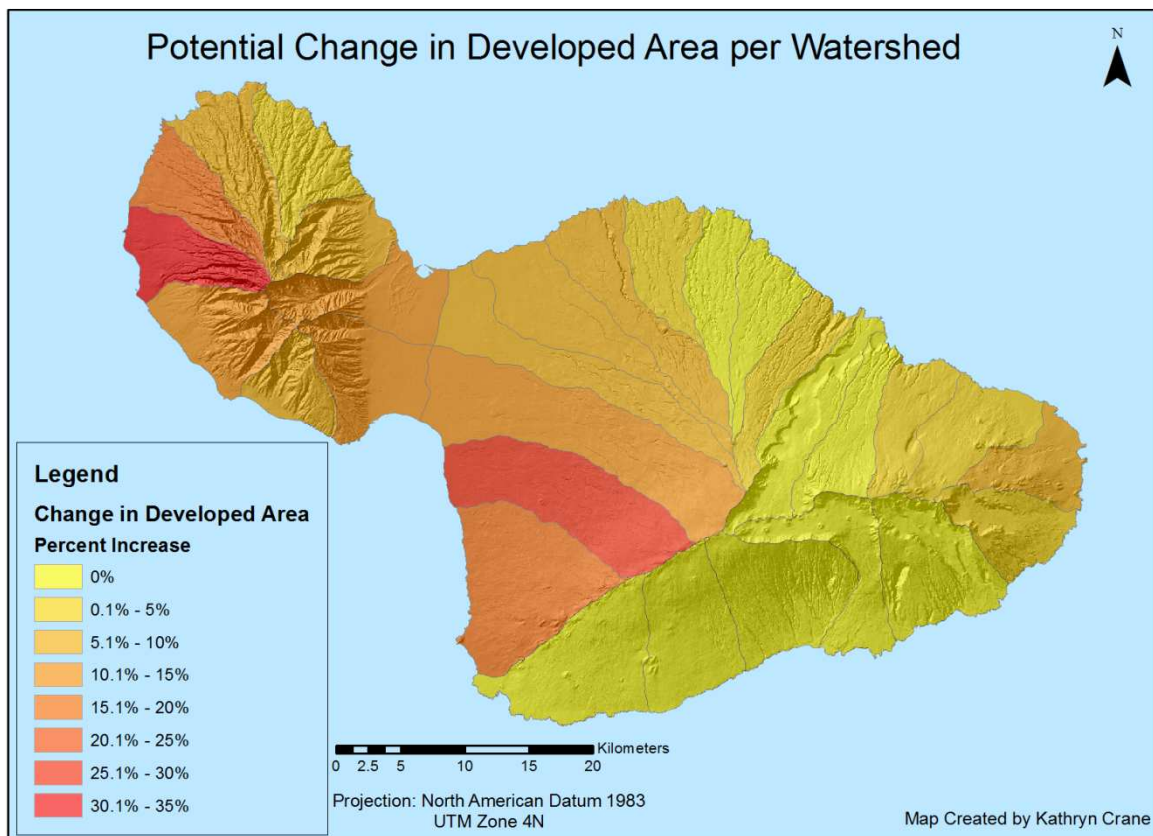 Potential Change in Developed Area per Watershed
N
Legend
Change in Developed Area
Percent Increase
0%
0.1% - 5%
5.1% - 10%
10.1% - 15%
15.1% - 20%
20.1% - 25%
25.1% - 30%
30.1% - 35%
Kilometers
0 2.5 5 10 15 20
Projection: North American Datum 1983
UTM Zone 4N
Map Created by Kathryn Crane